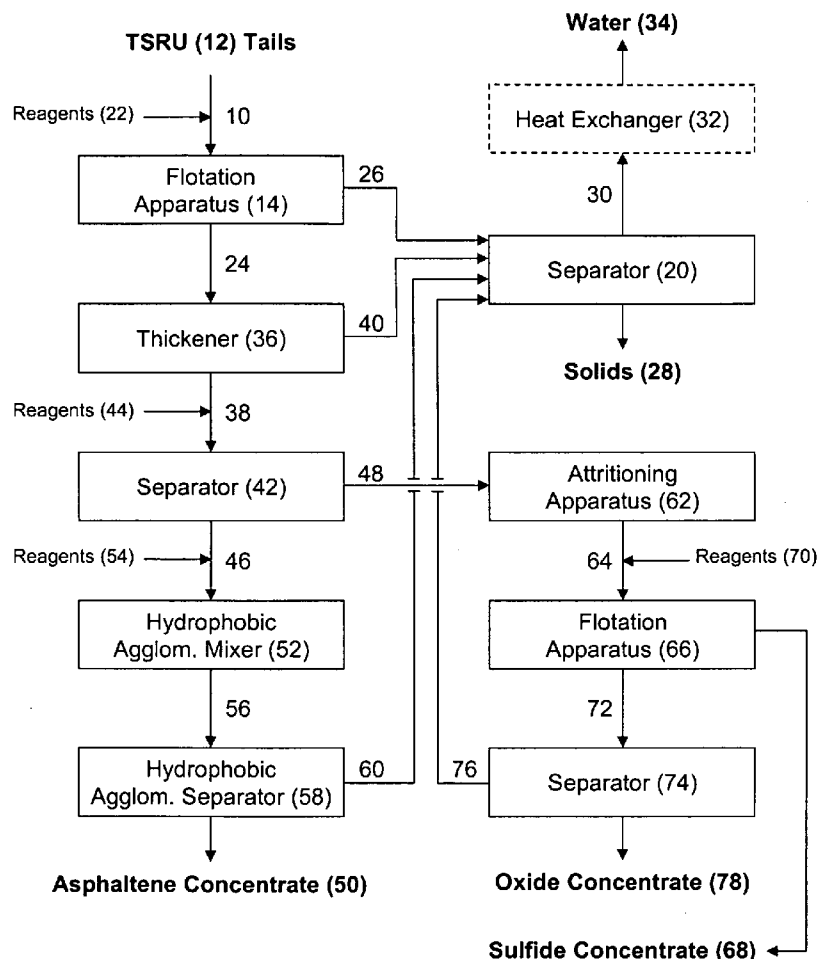 Water (34)
TSRU (12) Tails
Reagents (22)
10
Heat Exchanger (32)
Flotation
Apparatus (14)
26
30
24
Separator (20)
Thickener (36)
40
Solids (28)
Reagents (44)
38
Separator (42)
48
Attritioning
Apparatus (62)
Reagents (54)
46
64
Reagents (70)
Hydrophobic
Agglom. Mixer (52)
Flotation
Apparatus (66)
56
72
Hydrophobic
Agglom. Separator (58)
60
76
Separator (74)
Asphaltene Concentrate (50)
Oxide Concentrate (78)
Sulfide Concentrate (68)